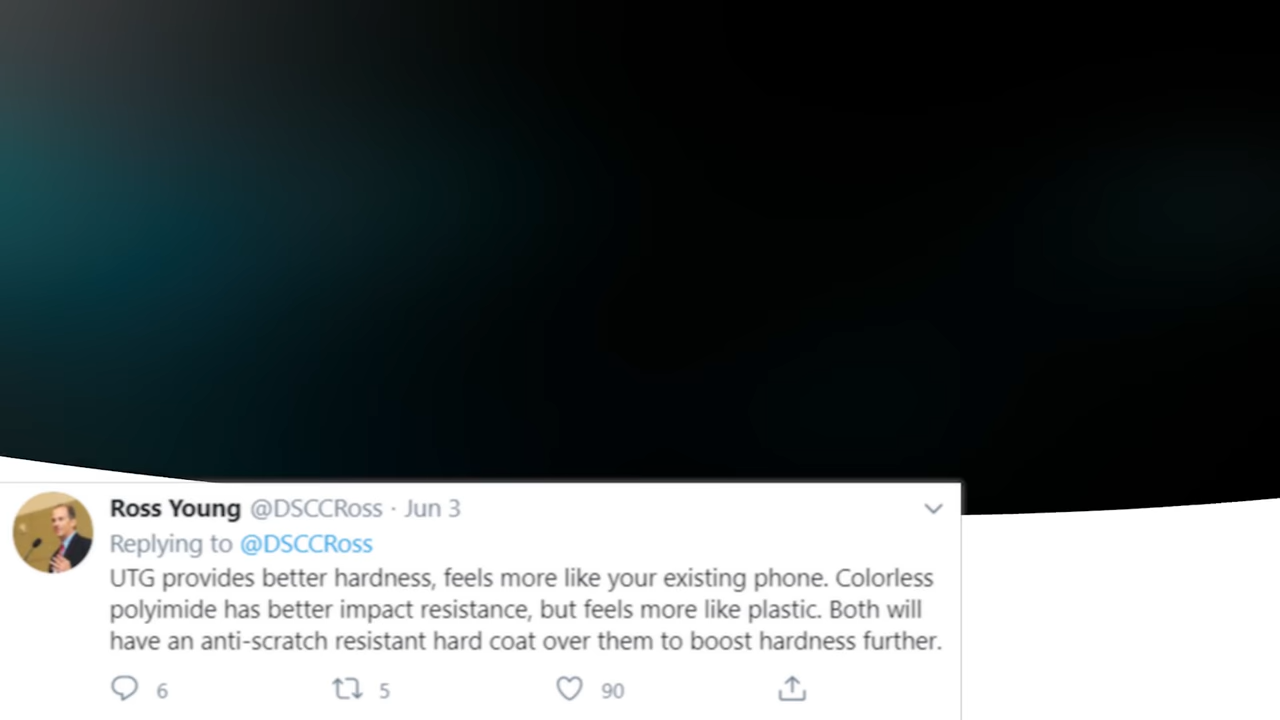 Ross Young @DSCCRoss · Jun 3
Replying to @DSCCRoss
UTG provides better hardness, feels more like your existing phone. Colorless
polyimide has better impact resistance, but feels more like plastic. Both will
have an anti-scratch resistant hard coat over them to boost hardness further.
6 5 90